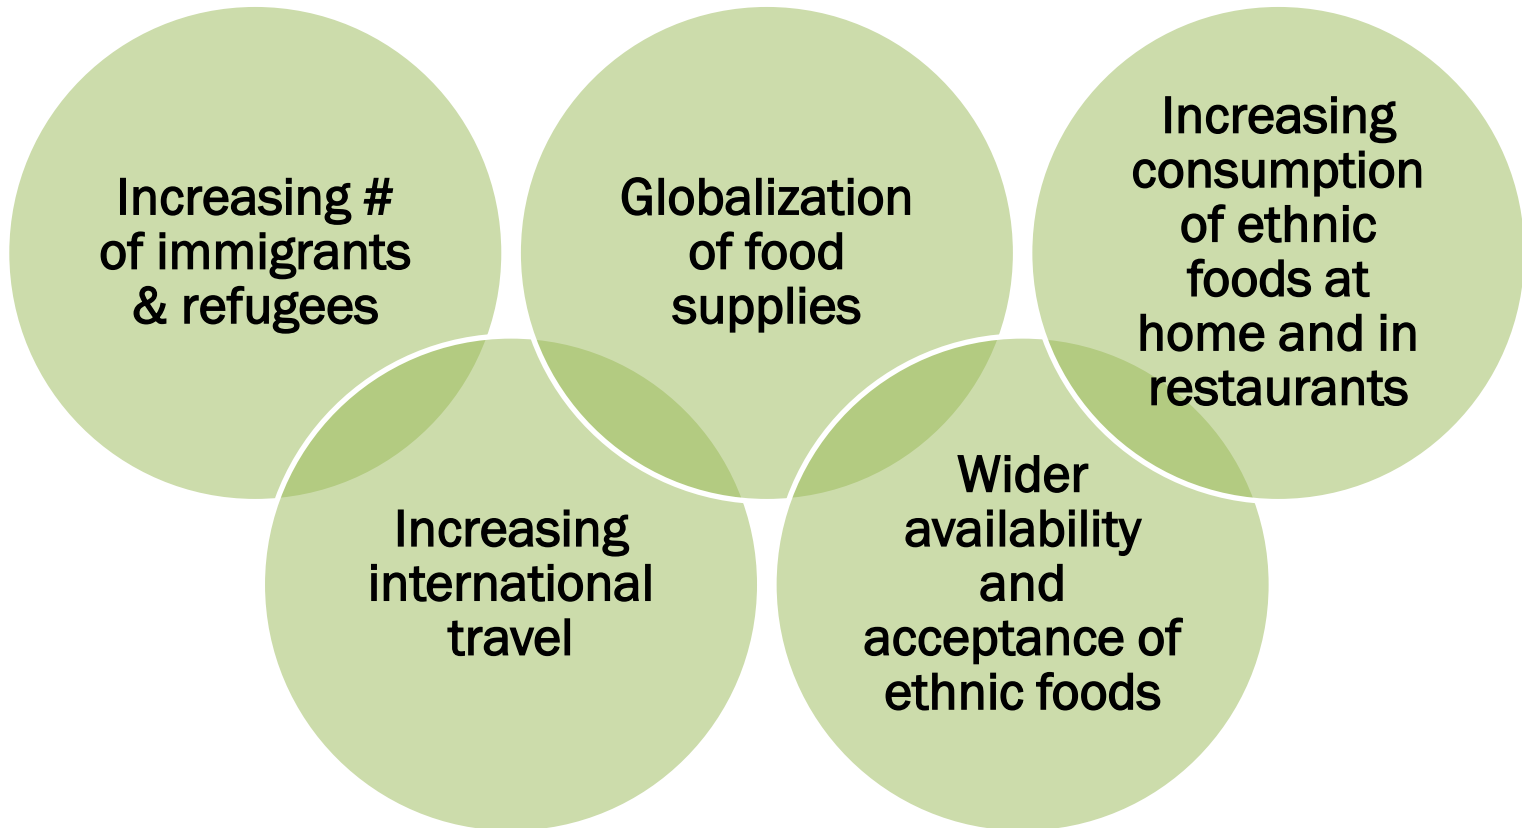 Increasing #
of immigrants
& refugees
Increasing
international
travel
Globalization
of food
supplies
Wider
availability
and
acceptance of
ethnic foods
Increasing
consumption
of ethnic
foods at
home and in
restaurants